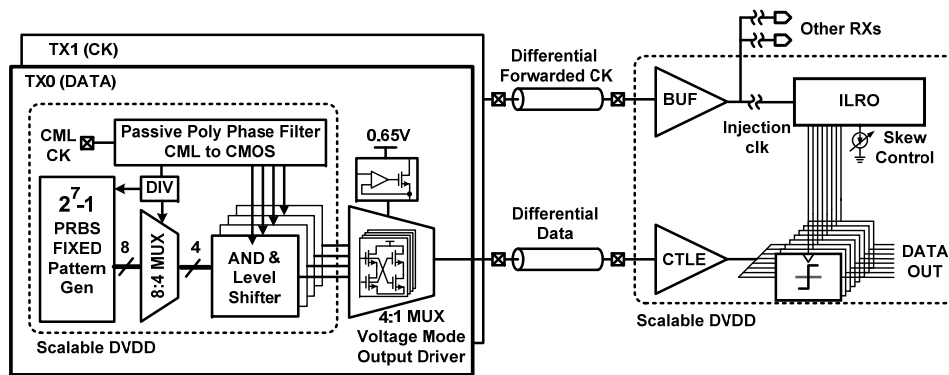 TX1 (CK)
TX0 (DATA)
CML
CK
Passive Poly Phase Filter
CML to CMOS
DIV
2^7-1
PRBS
FIXED
Pattern
Gen
8
8:4 MUX
4
AND &
Level
Shifter
Scalable DVDD
0.65V
4:1 MUX
Voltage Mode
Output Driver
Differential
Forwarded CK
Differential
Data
BUF
Other RXs
Injection
clk
ILRO
Skew
Control
CTLE
DATA
OUT
Scalable DVDD